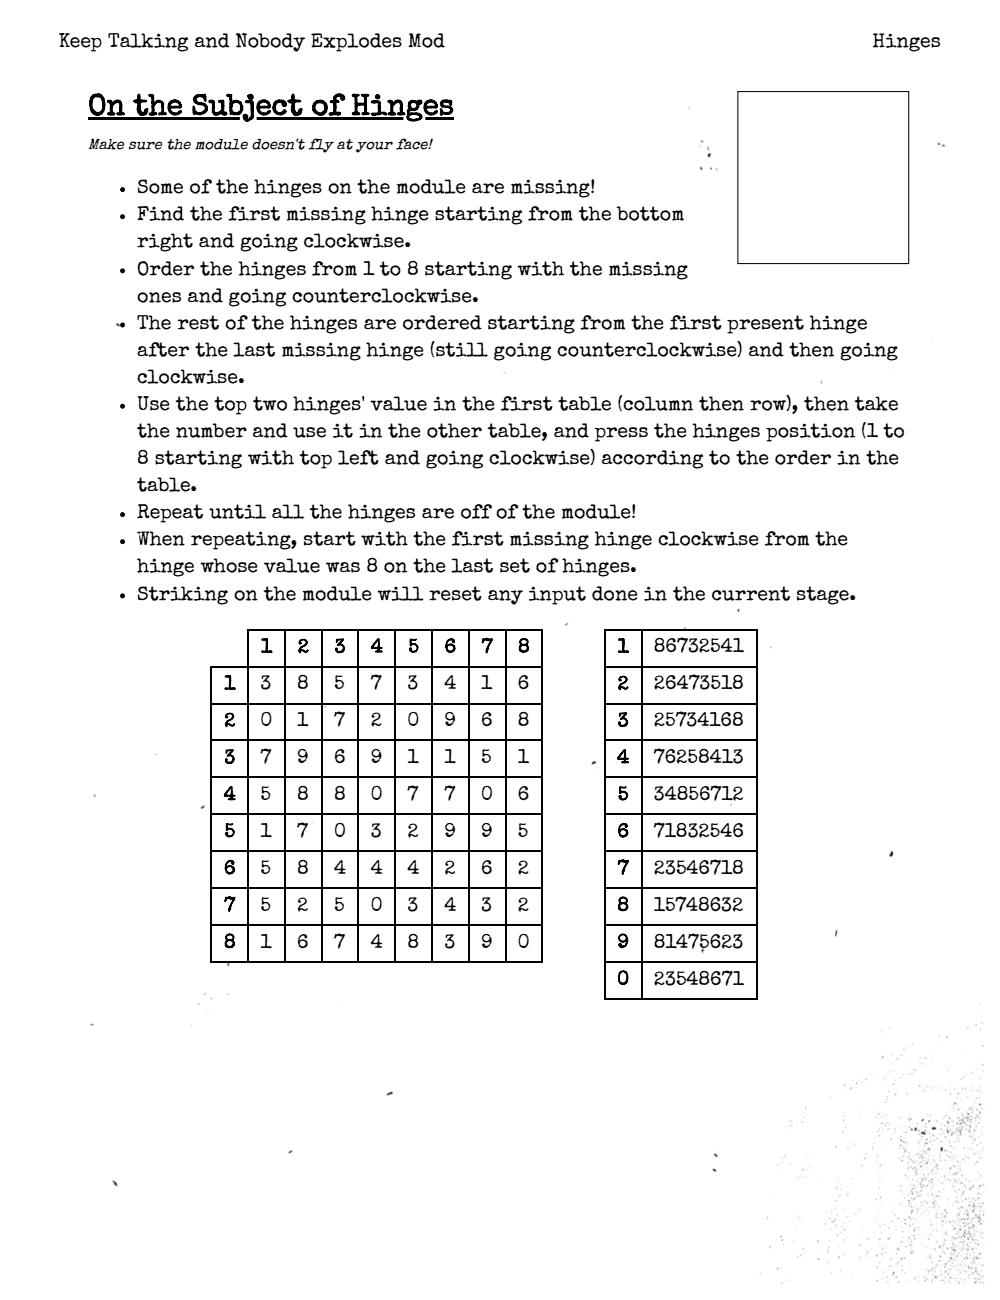 Keep Talking and Nobody Explodes Mod Hinges
On the Subject of Hinges
Make sure the module doesn't fly at your face!
• Some of the hinges on the module are missing!
• Find the first missing hinge starting from the bottom
right and going clockwise.
• Order the hinges from 1 to 8 starting with the missing
ones and going counterclockwise.
• The rest of the hinges are ordered starting from the first present hinge
after the last missing hinge (still going counterclockwise) and then going
clockwise.
• Use the top two hinges' value in the first table (column then row), then take
the number and use it in the other table, and press the hinges position (1 to
8 starting with top left and going clockwise) according to the order in the
table.
• Repeat until all the hinges are off of the module!
• When repeating, start with the first missing hinge clockwise from the
hinge whose value was 8 on the last set of hinges.
• Striking on the module will reset any input done in the current stage.
1 2 3 4 5 6 7 8
1 3 8 5 7 3 4 1 6
2 0 1 7 2 0 9 6 8
3 7 9 6 9 1 1 5 1
4 5 8 8 0 7 7 0 6
5 1 7 0 3 2 9 9 5
6 5 8 4 4 4 2 6 2
7 5 2 5 0 3 4 3 2
8 1 6 7 4 8 3 9 0
1 86732541
2 26473518
3 25734168
4 76258413
5 34856712
6 71832546
7 23546718
8 15748632
9 81475623
0 23548671